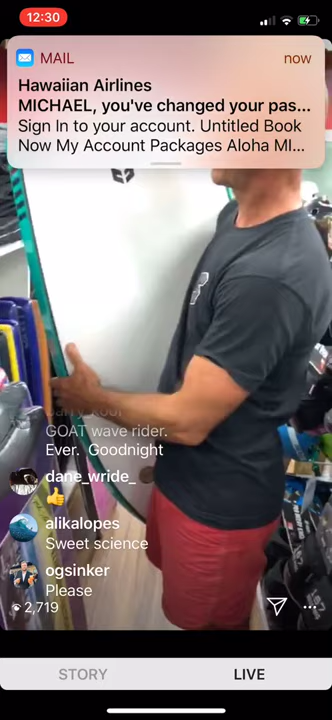 12:30
MAIL
now
Hawaiian Airlines
MICHAEL, you've changed your pas...
Sign In to your account. Untitled Book
Now My Account Packages Aloha MI...
GOAT wave rider.
Ever. Goodnight
dane_wride_
👍
alikalopes
Sweet science
ogsinker
Please
2,719
STORY
LIVE